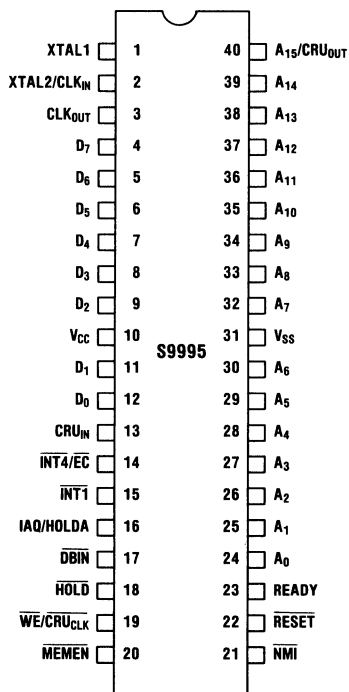 XTAL1 1 40 A15/CRUOUT
XTAL2/CLKIN 2 39 A14
CLKOUT 3 38 A13
D7 4 37 A12
D6 5 36 A11
D5 6 35 A10
D4 7 34 A9
D3 8 33 A8
D2 9 32 A7
VCC 10 31 VSS
S9995
D1 11 30 A6
D0 12 29 A5
CRUIN 13 28 A4
INT4/EC 14 27 A3
INT1 15 26 A2
IAQ/HOLDA 16 25 A1
DBIN 17 24 A0
HOLD 18 23 READY
WE/CRUCLK 19 22 RESET
MEMEN 20 21 NMI